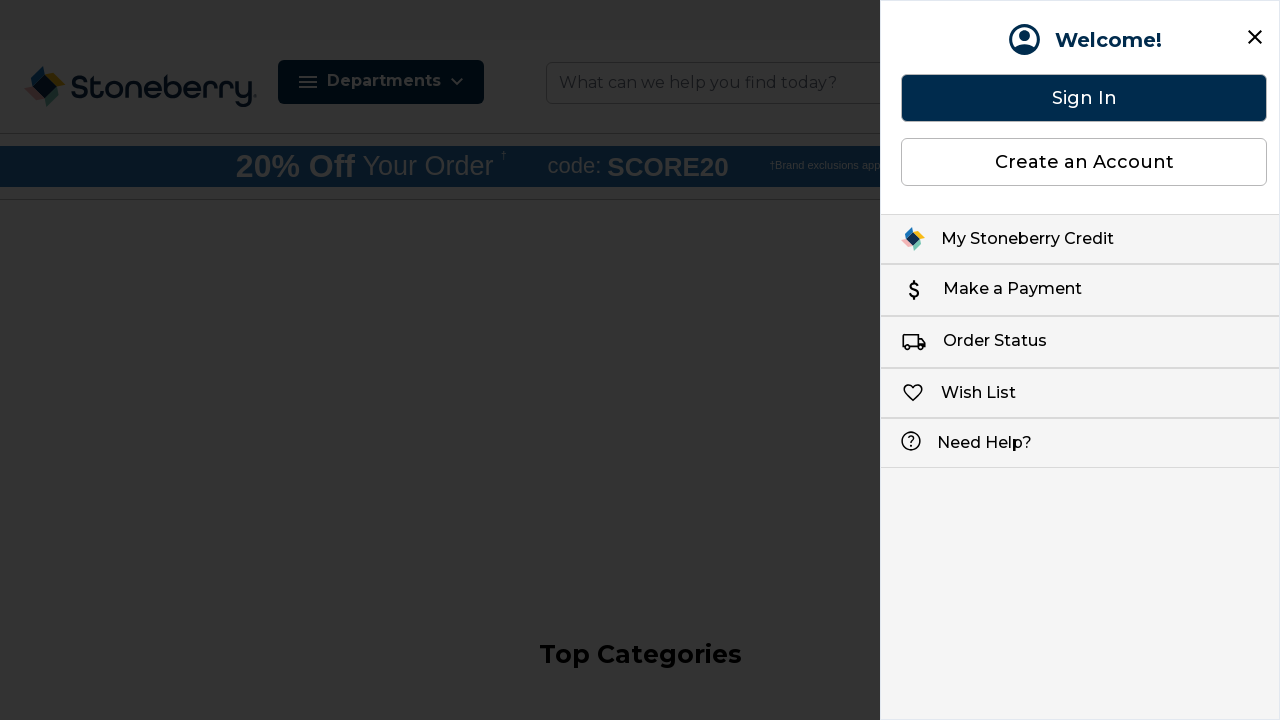 Stoneberry
Departments
What can we help you find today?
20% Off Your Order † code: SCORE20 †Brand exclusions app
Top Categories
Welcome!
Sign In
Create an Account
My Stoneberry Credit
Make a Payment
Order Status
Wish List
Need Help?